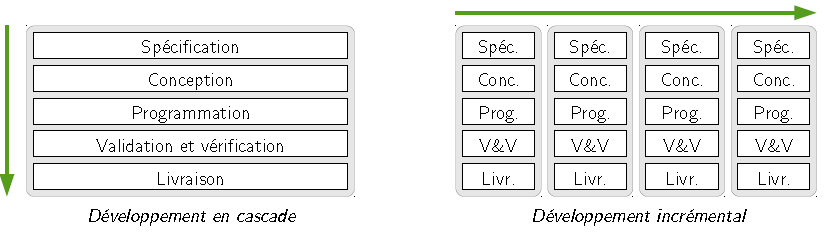 Spécification
Conception
Programmation
Validation et vérification
Livraison
Développement en cascade
Spéc. Spéc. Spéc. Spéc.
Conc. Conc. Conc. Conc.
Prog. Prog. Prog. Prog.
V&V V&V V&V V&V
Livr. Livr. Livr. Livr.
Développement incrémental